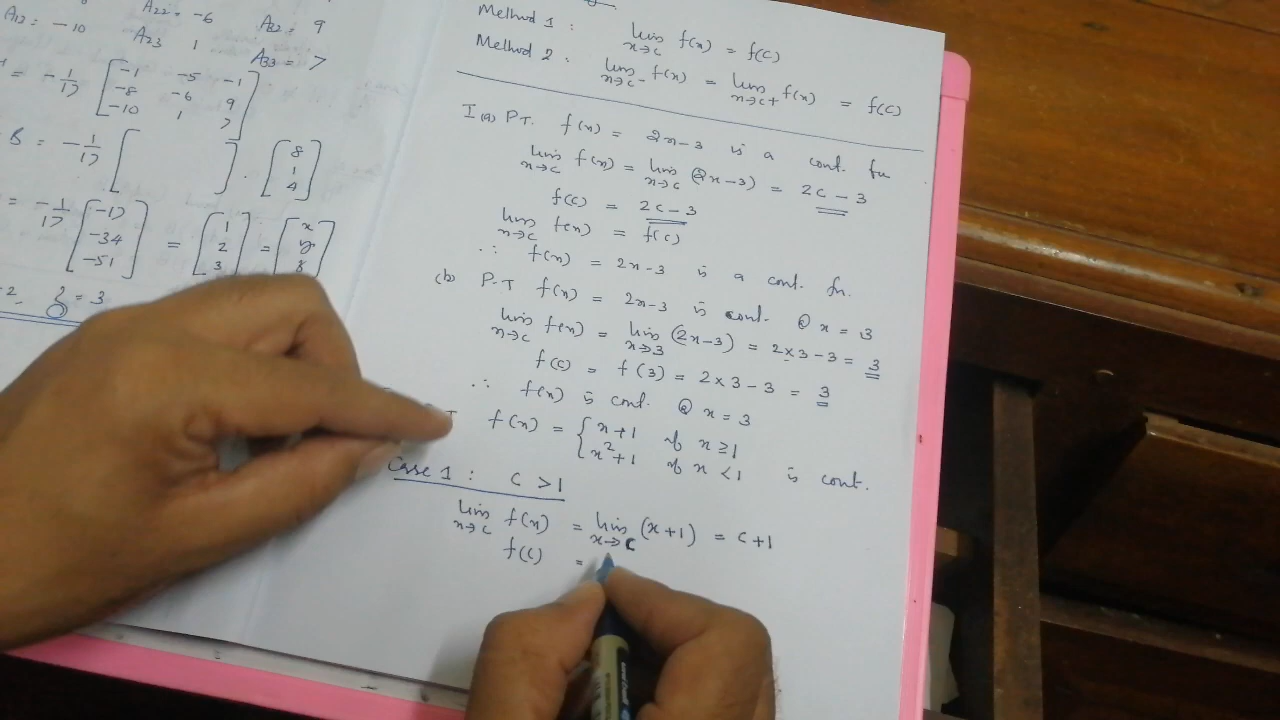 A12 = -10 A22 = -6 A32 = 9
A23 1 A33 = 7
= -1/17 [ -1 -5 -1
-8 -6 9
-10 1 7 ]
B = -1/17 [ ] . [ 8
1
4 ]
= -1/17 [ -17
-34
-51 ] = [ 1
2
3 ] = [ x
y
z ]
2, z = 3
Method 1 : lim x→c f(x) = f(c)
Method 2 . lim x→c- f(x) = lim x→c+ f(x) = f(c)
I (a) P.T. f(x) = 2x-3 is a cont. fn
lim x→c f(x) = lim x→c (2x-3) = 2c-3
f(c) = 2c-3
lim x→c f(x) = f(c)
∴ f(x) = 2x-3 is a cont. fn.
(b) P.T f(x) = 2x-3 is cont. @ x = 3
lim x→c f(x) = lim x→3 (2x-3) = 2×3-3 = 3
f(c) = f(3) = 2×3-3 = 3
∴ f(x) is cont. @ x = 3
T f(x) = { x+1 if x ≥ 1
x²+1 if x < 1 is cont.
Case 1 : c > 1
lim x→c f(x) = lim x→c (x+1) = c+1
f(c) =